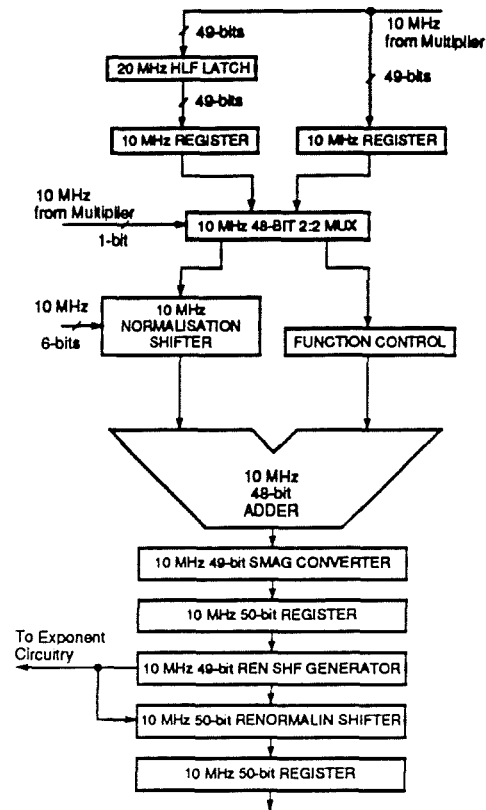 49-bits
10 MHz
from Multiplier
20 MHz HLF LATCH
49-bits
49-bits
10 MHz REGISTER
10 MHz REGISTER
10 MHz
from Multiplier
1-bit
10 MHz 48-BIT 2:2 MUX
10 MHz
6-bits
10 MHz
NORMALISATION
SHIFTER
FUNCTION CONTROL
10 MHz
48-bit
ADDER
10 MHz 49-bit SMAG CONVERTER
10 MHz 50-bit REGISTER
To Exponent
Circuitry
10 MHz 49-bit REN SHF GENERATOR
10 MHz 50-bit RENORMALIN SHIFTER
10 MHz 50-bit REGISTER